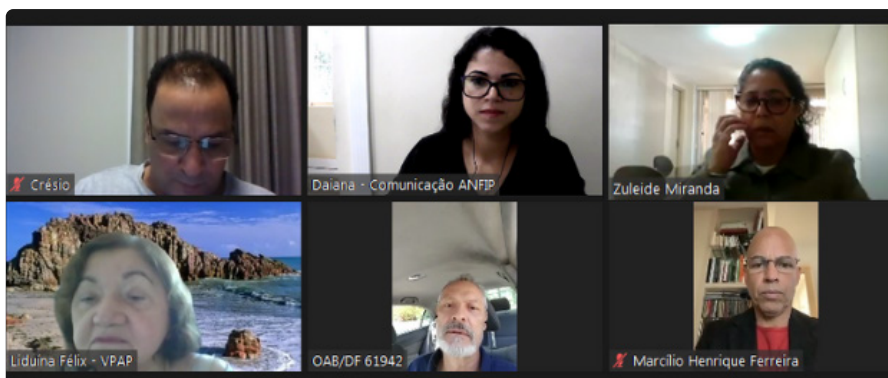 Crésio
Daiana - Comunicação ANFIP
Zuleide Miranda
Liduina Félix - VPAP
OAB/DF 61942
Marcílio Henrique Ferreira